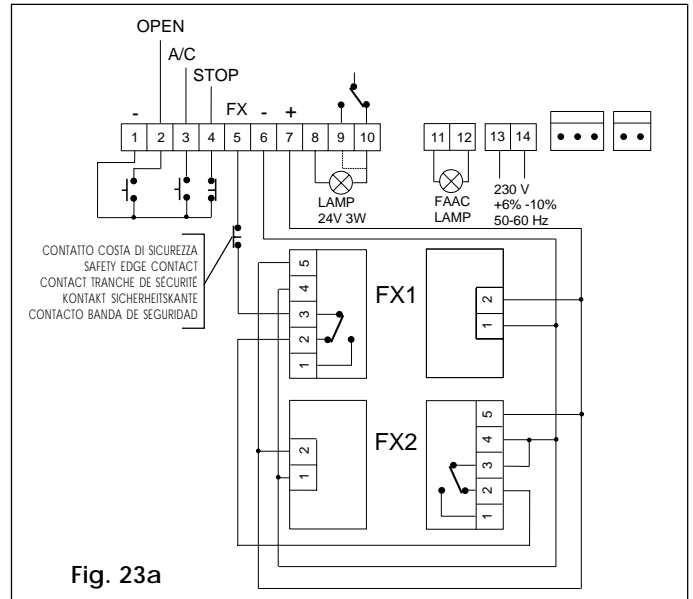 OPEN
A/C
STOP
- FX - +
1 2 3 4 5 6 7 8 9 10 11 12 13 14
LAMP
24V 3W
FAAC
LAMP
230 V
+6% -10%
50-60 Hz
CONTATTO COSTA DI SICUREZZA
SAFETY EDGE CONTACT
CONTACT TRANCHE DE SÉCURITÉ
KONTAKT SICHERHEITSKANTE
CONTACTO BANDA DE SEGURIDAD
5
4
3
2
1
FX1
2
1
2
1
FX2
5
4
3
2
1
Fig. 23a